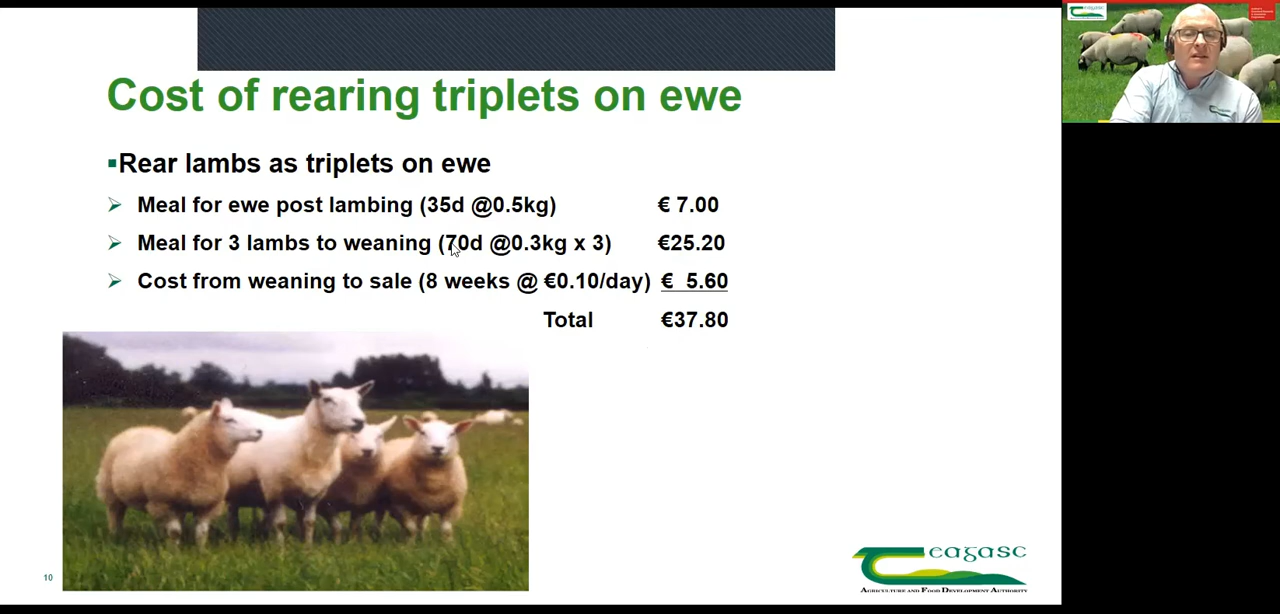 Cost of rearing triplets on ewe
▪Rear lambs as triplets on ewe
➢ Meal for ewe post lambing (35d @0.5kg) € 7.00
➢ Meal for 3 lambs to weaning (70d @0.3kg x 3) €25.20
➢ Cost from weaning to sale (8 weeks @ €0.10/day) € 5.60
Total €37.80
10
eagasc
AGRICULTURE AND FOOD DEVELOPMENT AUTHORITY
eagasc